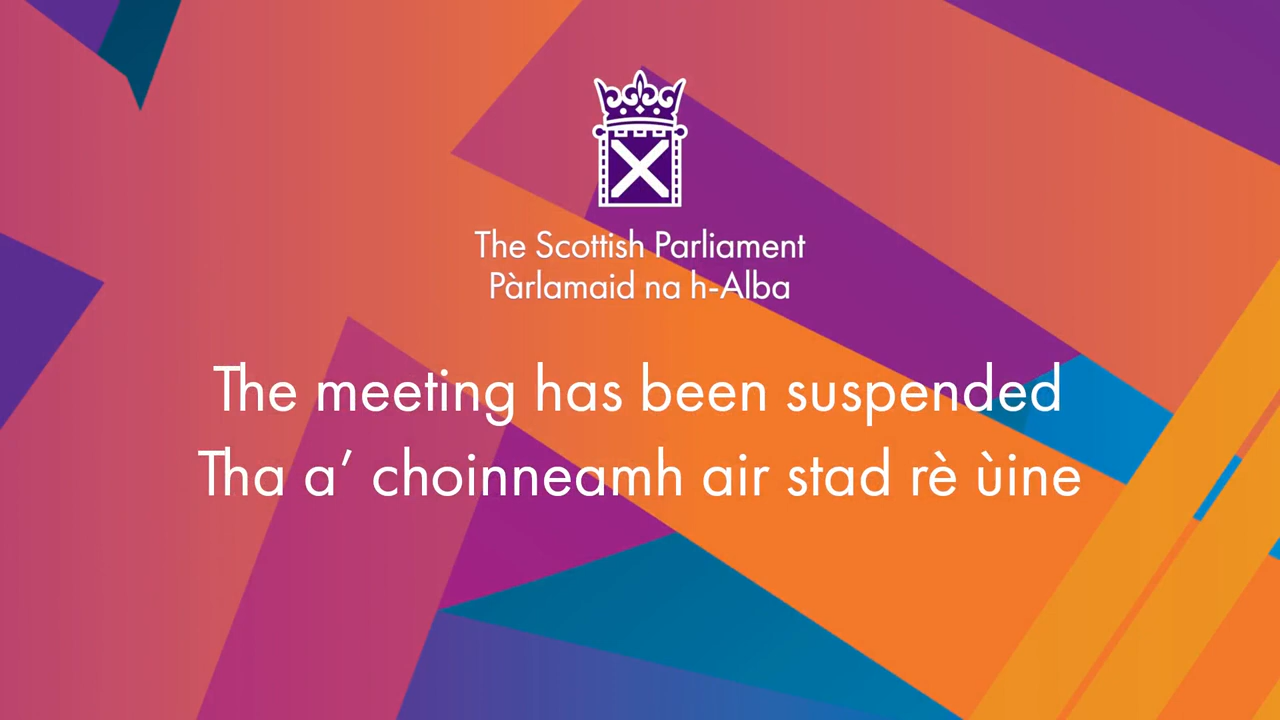 The Scottish Parliament
Pàrlamaid na h-Alba
The meeting has been suspended
Tha a’ choinneamh air stad rè ùine